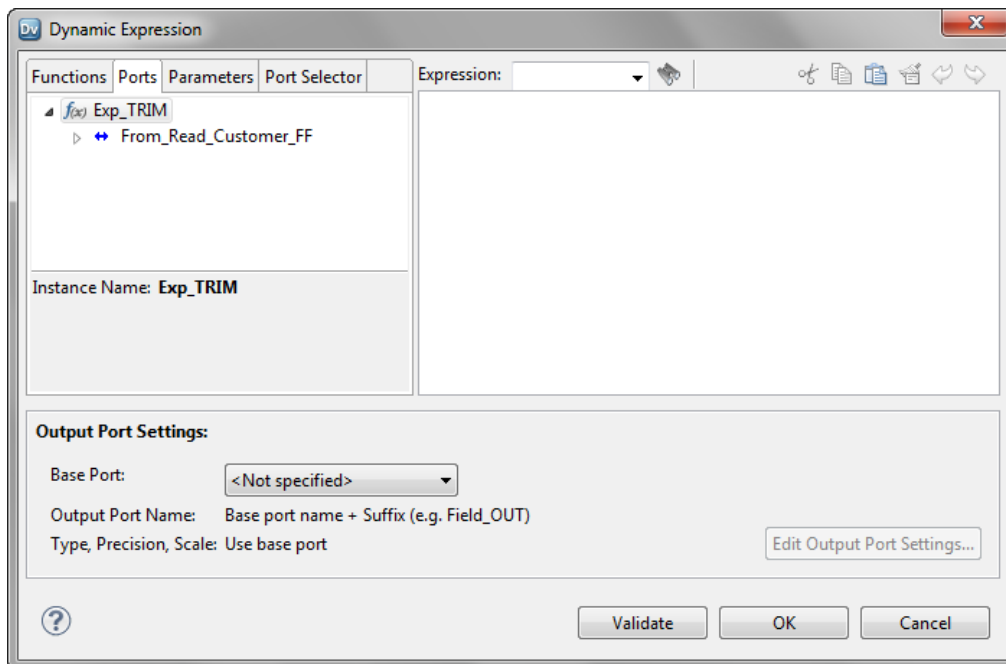 Dv Dynamic Expression
Functions Ports Parameters Port Selector
Expression:
f(x) Exp_TRIM
From_Read_Customer_FF
Instance Name: Exp_TRIM
Output Port Settings:
Base Port: <Not specified>
Output Port Name: Base port name + Suffix (e.g. Field_OUT)
Type, Precision, Scale: Use base port
Edit Output Port Settings...
?
Validate OK Cancel